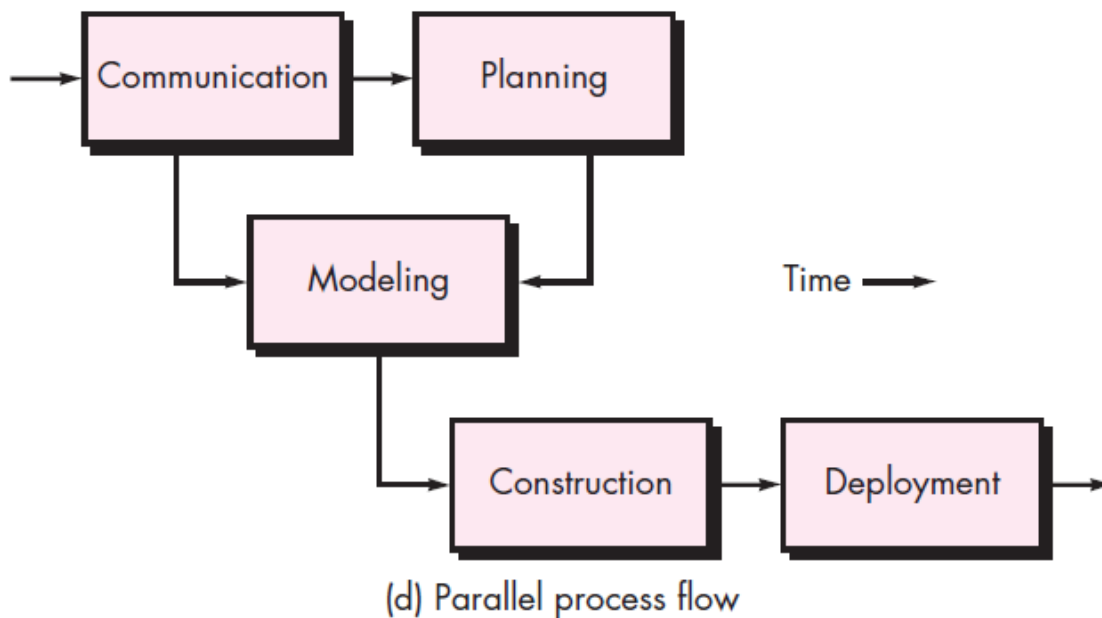 Communication
Planning
Modeling
Time
Construction
Deployment
(d) Parallel process flow